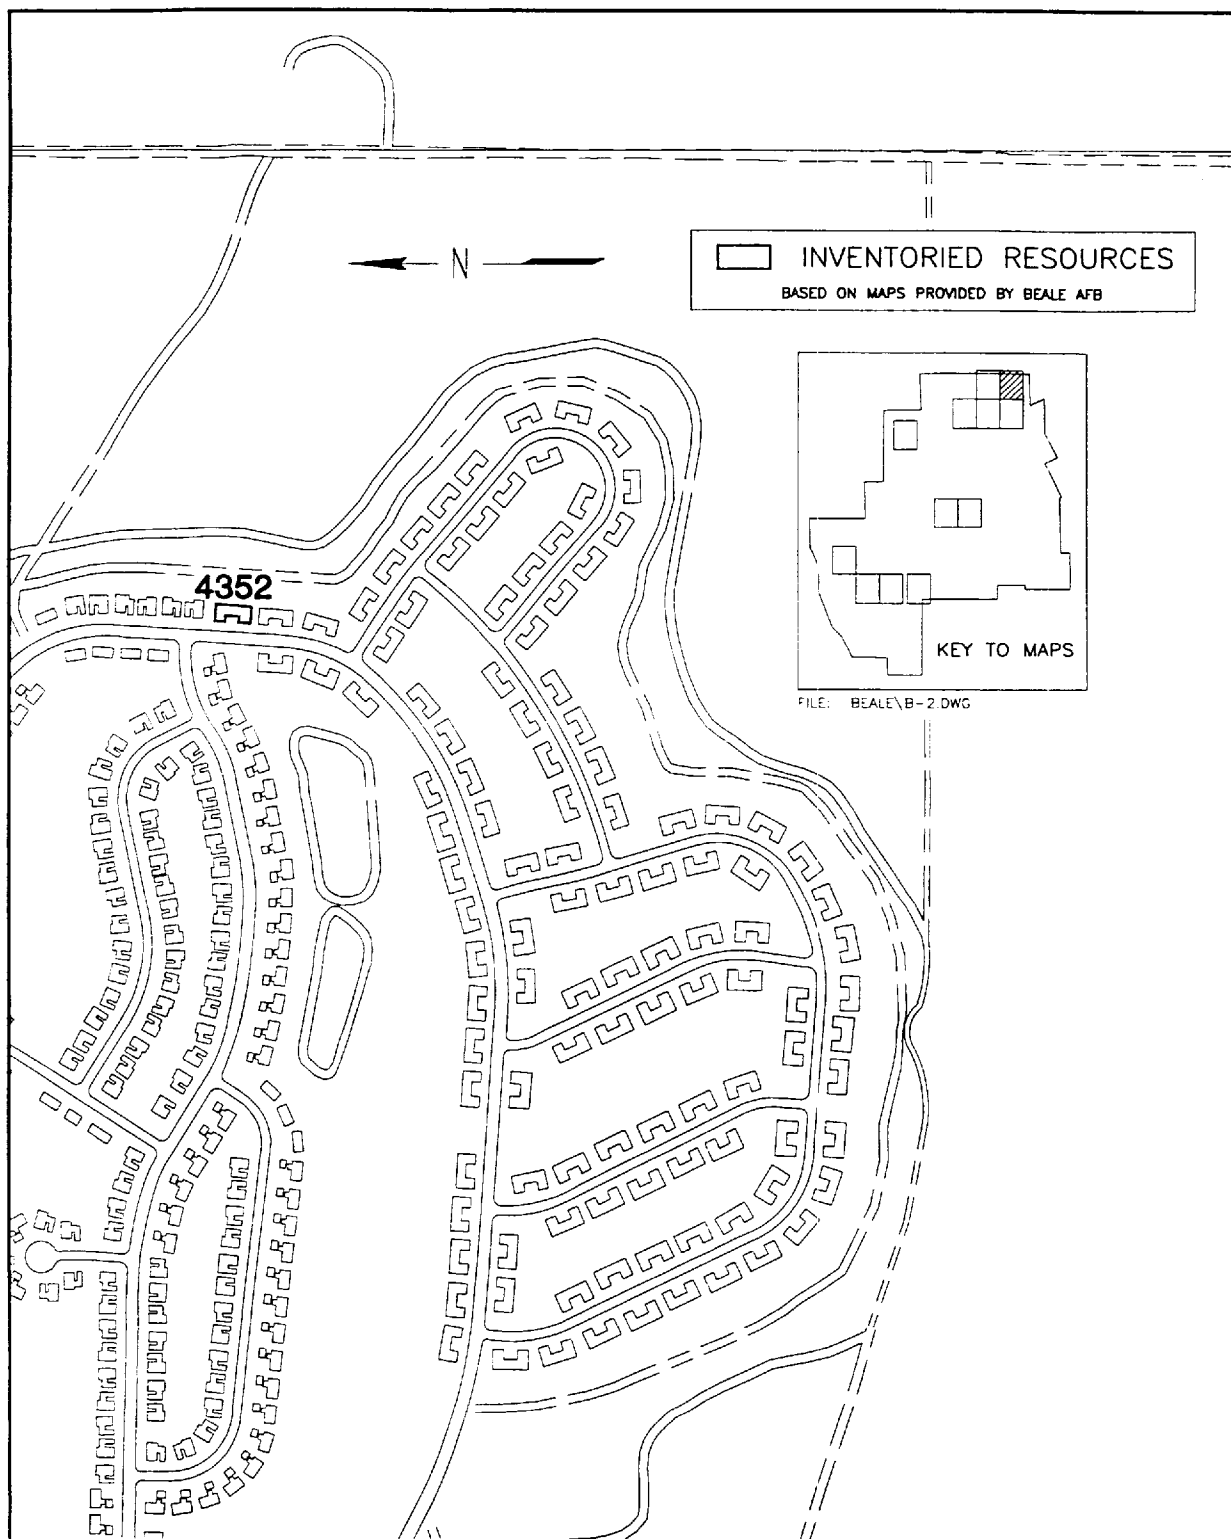 N
INVENTORIED RESOURCES
BASED ON MAPS PROVIDED BY BEALE AFB
4352
KEY TO MAPS
FILE: BEALE\B-2.DWG